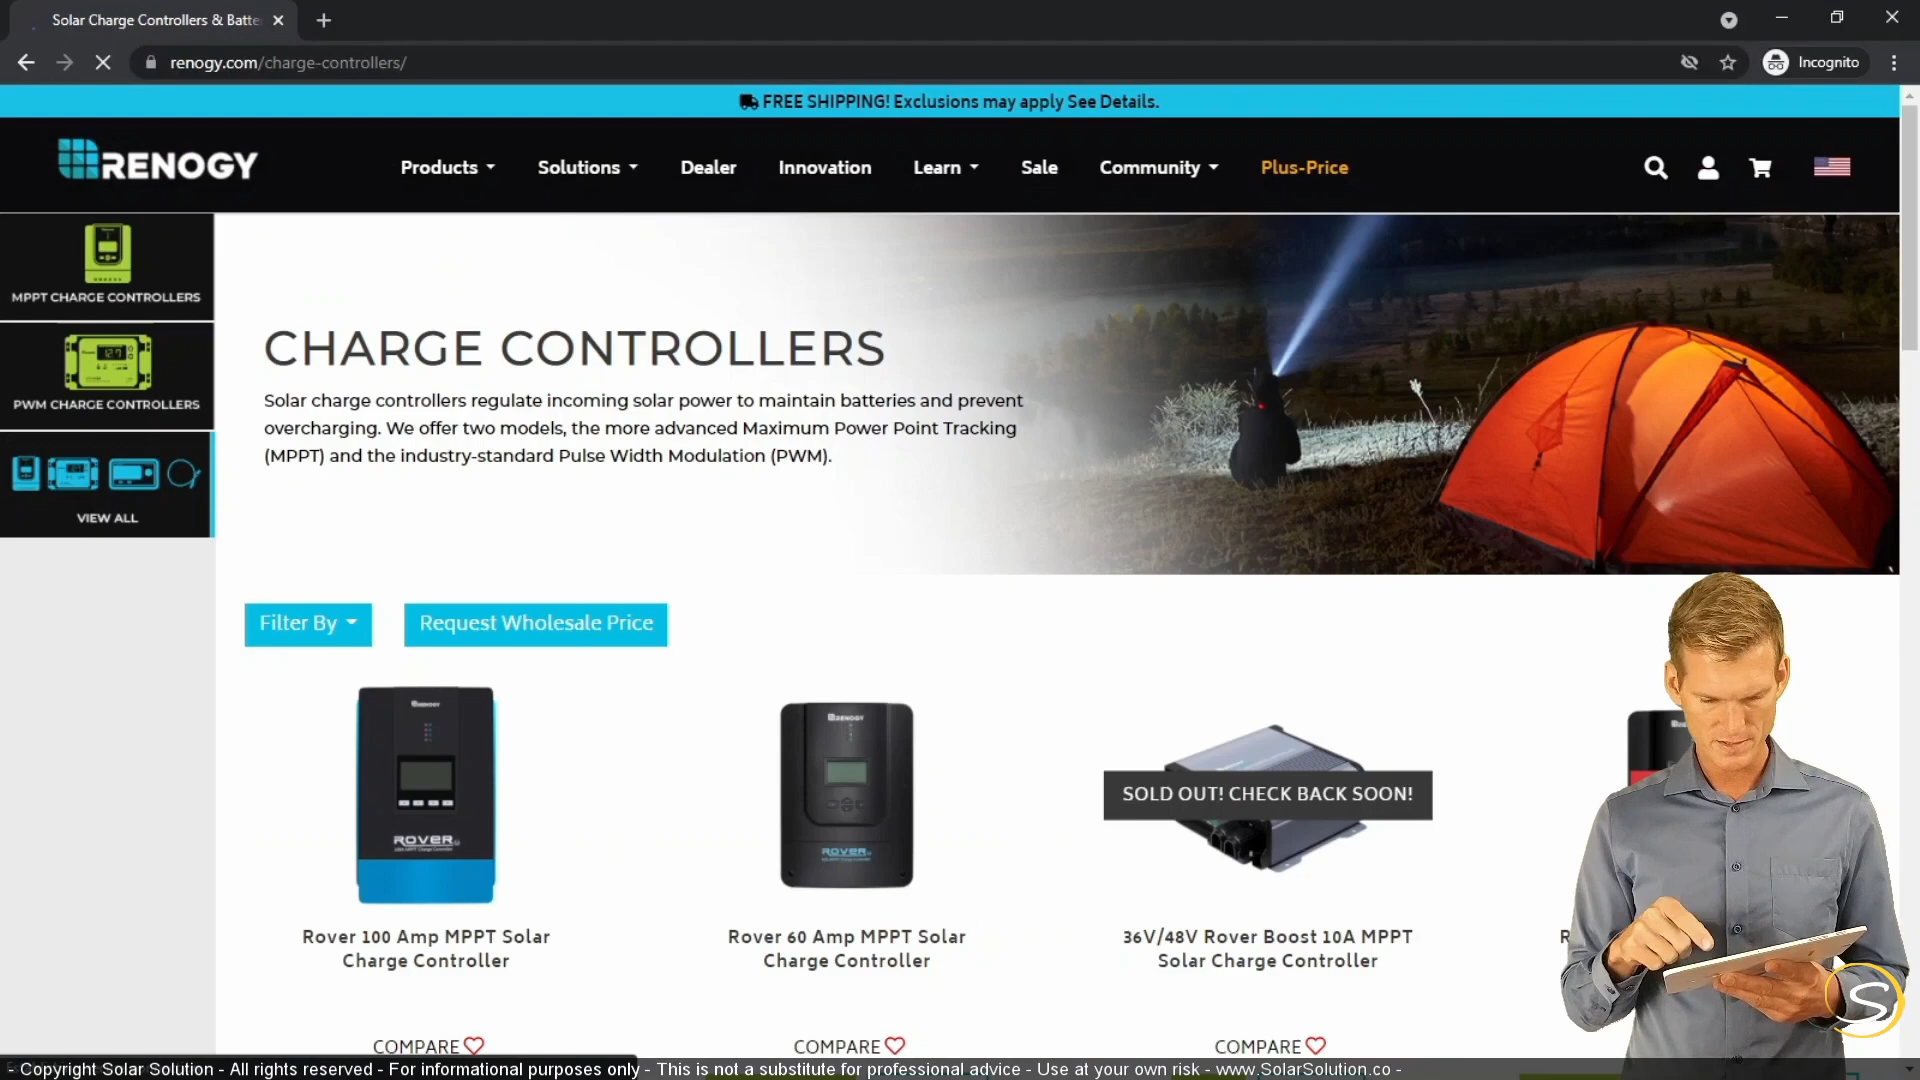 Solar Charge Controllers & Batte
renogy.com/charge-controllers/
Incognito
FREE SHIPPING! Exclusions may apply See Details.
RENOGY
Products
Solutions
Dealer
Innovation
Learn
Sale
Community
Plus-Price
MPPT CHARGE CONTROLLERS
PWM CHARGE CONTROLLERS
VIEW ALL
CHARGE CONTROLLERS
Solar charge controllers regulate incoming solar power to maintain batteries and prevent
overcharging. We offer two models, the more advanced Maximum Power Point Tracking
(MPPT) and the industry-standard Pulse Width Modulation (PWM).
Filter By
Request Wholesale Price
RENOGY
ROVER
RENOGY
ROVER
SOLD OUT! CHECK BACK SOON!
Rover 100 Amp MPPT Solar
Charge Controller
Rover 60 Amp MPPT Solar
Charge Controller
36V/48V Rover Boost 10A MPPT
Solar Charge Controller
COMPARE
COMPARE
COMPARE
- Copyright Solar Solution - All rights reserved - For informational purposes only - This is not a substitute for professional advice - Use at your own risk - www.SolarSolution.co -